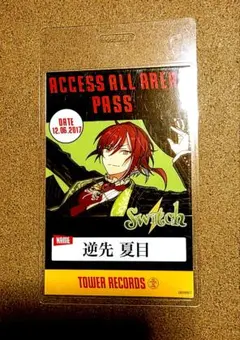 ACCESS ALL AREA
PASS
DATE
12.06.2017
Switch
NAME
逆先 夏目
TOWER RECORDS